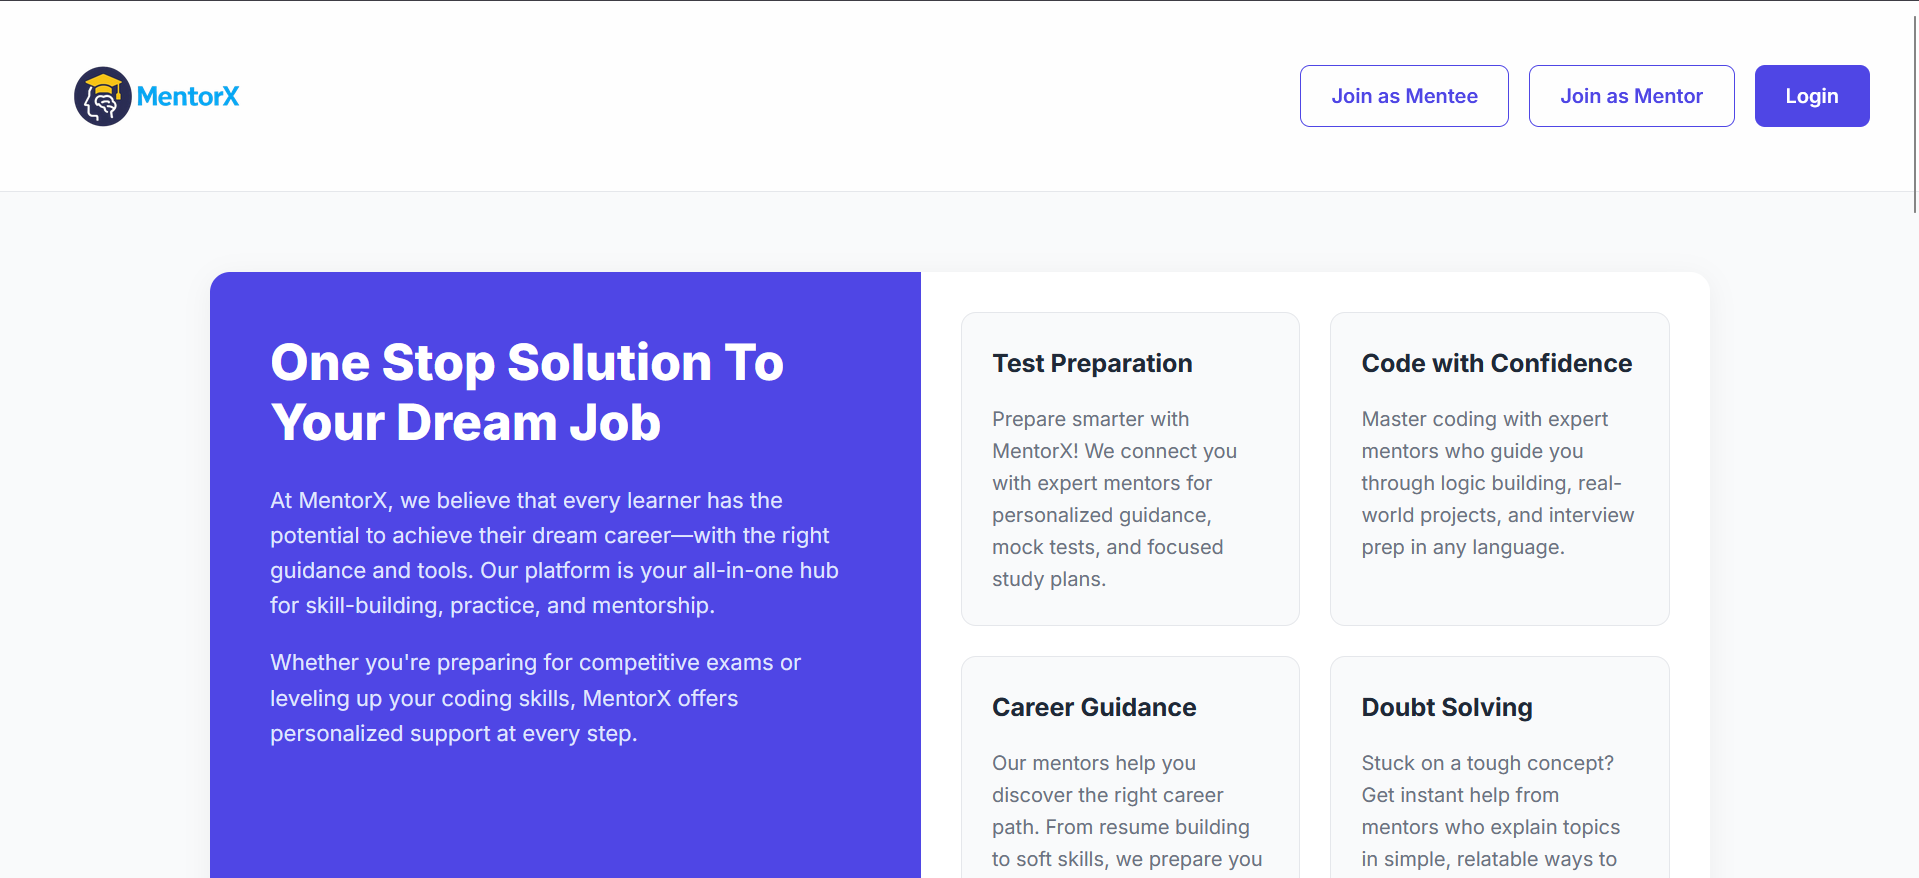 MentorX
Join as Mentee
Join as Mentor
Login
One Stop Solution To
Your Dream Job
At MentorX, we believe that every learner has the
potential to achieve their dream career—with the right
guidance and tools. Our platform is your all-in-one hub
for skill-building, practice, and mentorship.
Whether you're preparing for competitive exams or
leveling up your coding skills, MentorX offers
personalized support at every step.
Test Preparation
Prepare smarter with
MentorX! We connect you
with expert mentors for
personalized guidance,
mock tests, and focused
study plans.
Code with Confidence
Master coding with expert
mentors who guide you
through logic building, real-
world projects, and interview
prep in any language.
Career Guidance
Our mentors help you
discover the right career
path. From resume building
to soft skills, we prepare you
Doubt Solving
Stuck on a tough concept?
Get instant help from
mentors who explain topics
in simple, relatable ways to